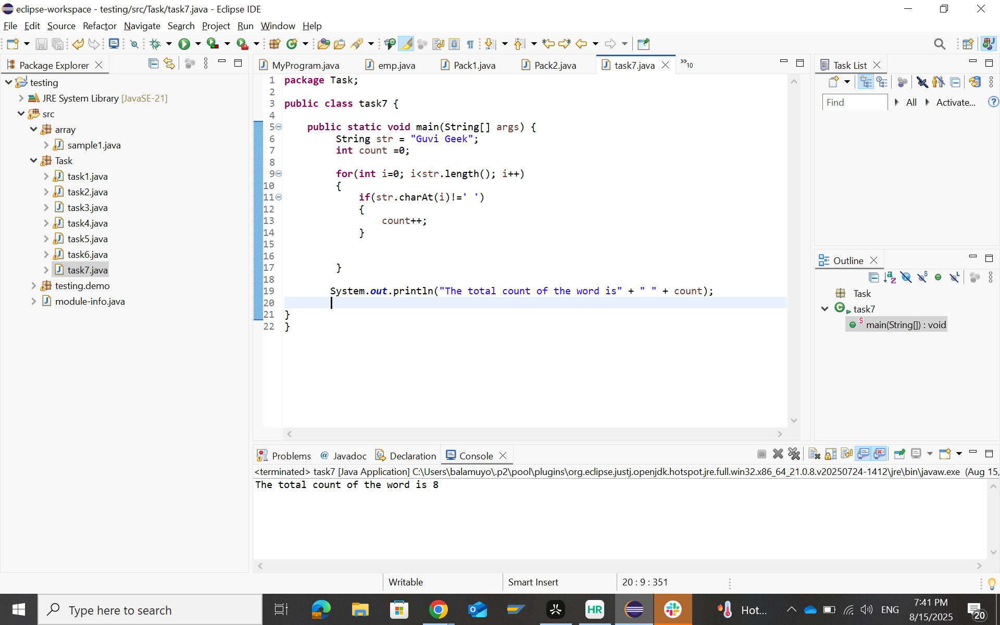 eclipse-workspace - testing/src/Task/task7.java - Eclipse IDE
File Edit Source Refactor Navigate Search Project Run Window Help
Package Explorer
testing
JRE System Library [JavaSE-21]
src
array
sample1.java
Task
task1.java
task2.java
task3.java
task4.java
task5.java
task6.java
task7.java
testing.demo
module-info.java
MyProgram.java emp.java Pack1.java Pack2.java task7.java »10
1 package Task;
2
3 public class task7 {
4
5 public static void main(String[] args) {
6 String str = "Guvi Geek";
7 int count =0;
8
9 for(int i=0; i<str.length(); i++)
10 {
11 if(str.charAt(i)!=' ')
12 {
13 count++;
14 }
15
16
17 }
18
19 System.out.println("The total count of the word is" + " " + count);
20
21 }
22 }
Task List
Find All Activate...
Outline
Task
task7
main(String[]) : void
Problems @ Javadoc Declaration Console
<terminated> task7 [Java Application] C:\Users\balamuyo\.p2\pool\plugins\org.eclipse.justj.openjdk.hotspot.jre.full.win32.x86_64_21.0.8.v20250724-1412\jre\bin\javaw.exe (Aug 15,
The total count of the word is 8
Writable Smart Insert 20 : 9 : 351
Type here to search
HR
Hot...
ENG
7:41 PM
8/15/2025
20